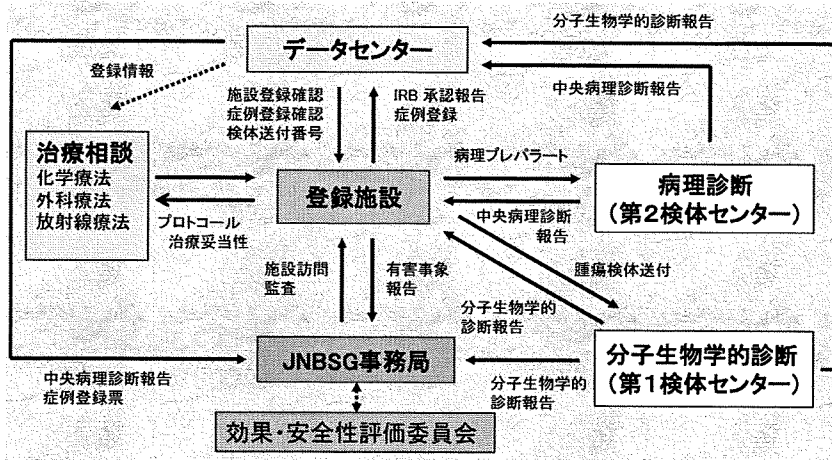 分子生物学的診断報告
データセンター
登録情報
中央病理診断報告
施設登録確認
症例登録確認
検体送付番号
IRB 承認報告
症例登録
治療相談
化学療法
外科療法
放射線療法
病理プレパラート
登録施設
病理診断
(第2検体センター)
プロトコール
治療妥当性
中央病理診断
報告
施設訪問
監査
有害事象
報告
腫瘍検体送付
分子生物学的
診断報告
JNBSG事務局
分子生物学的診断
(第1検体センター)
中央病理診断報告
症例登録票
分子生物学的
診断報告
効果・安全性評価委員会